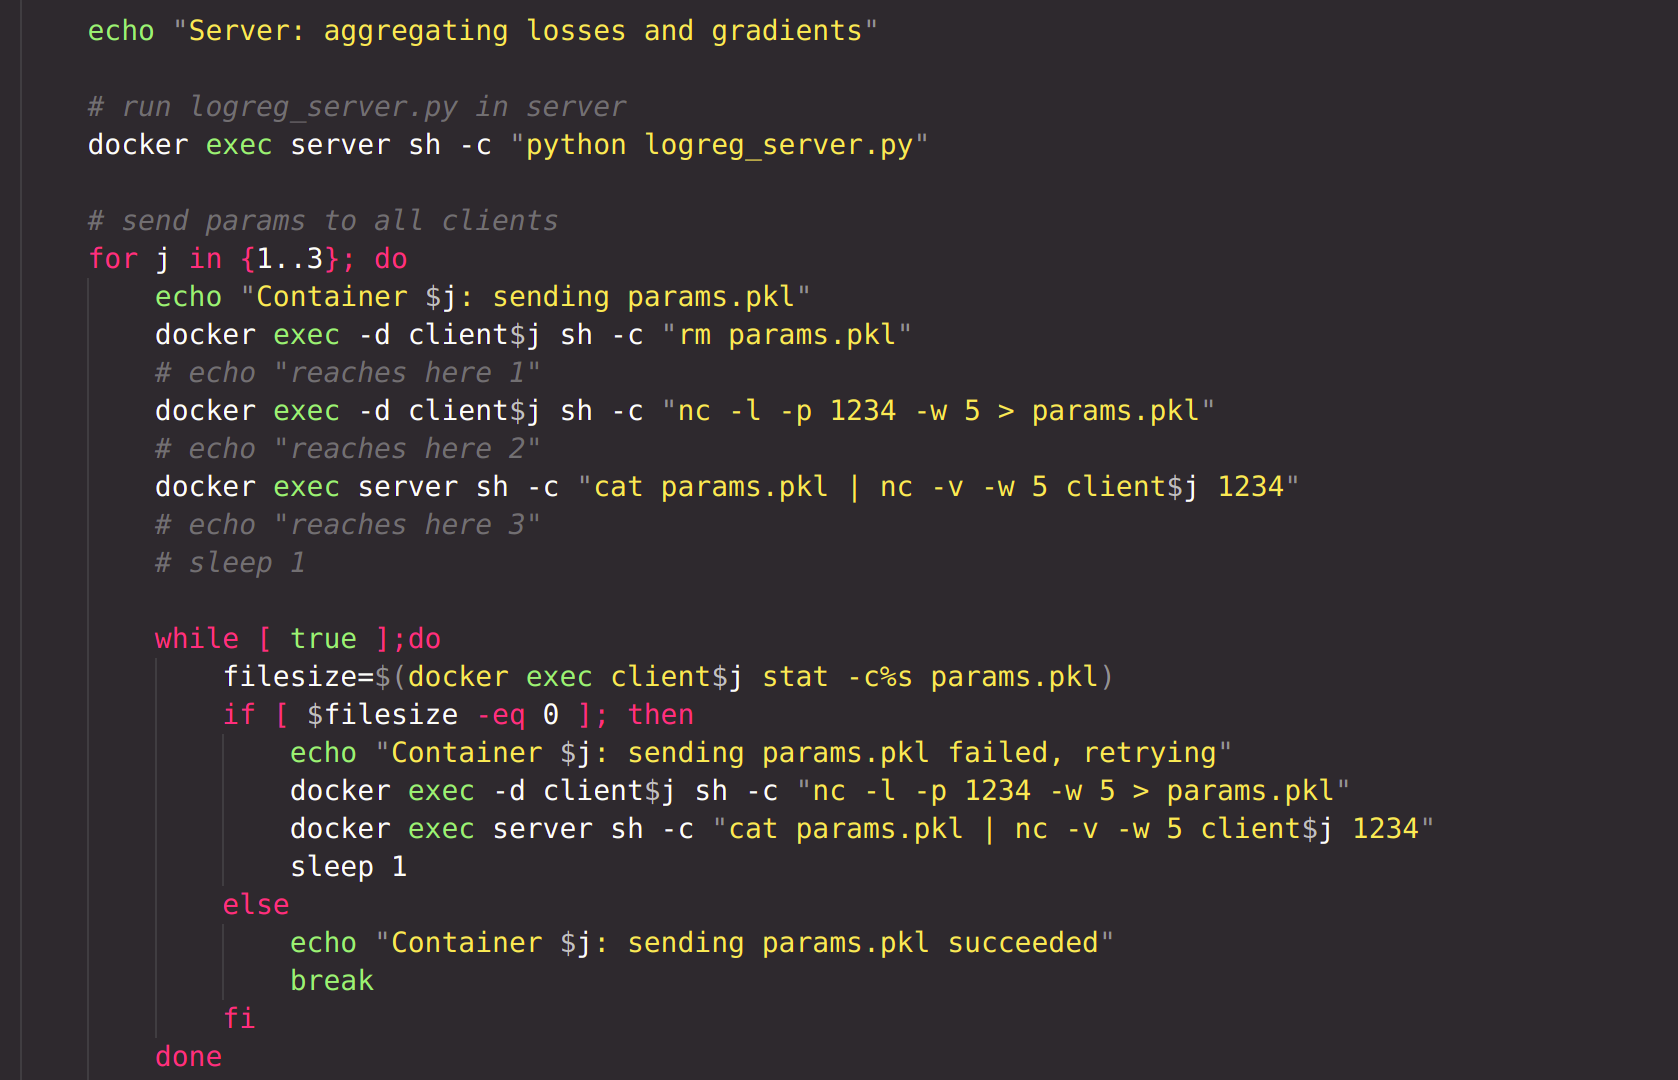 echo "Server: aggregating losses and gradients"
# run logreg_server.py in server
docker exec server sh -c "python logreg_server.py"
# send params to all clients
for j in {1..3}; do
echo "Container $j: sending params.pkl"
docker exec -d client$j sh -c "rm params.pkl"
# echo "reaches here 1"
docker exec -d client$j sh -c "nc -l -p 1234 -w 5 > params.pkl"
# echo "reaches here 2"
docker exec server sh -c "cat params.pkl | nc -v -w 5 client$j 1234"
# echo "reaches here 3"
# sleep 1
while [ true ];do
filesize=$(docker exec client$j stat -c%s params.pkl)
if [ $filesize -eq 0 ]; then
echo "Container $j: sending params.pkl failed, retrying"
docker exec -d client$j sh -c "nc -l -p 1234 -w 5 > params.pkl"
docker exec server sh -c "cat params.pkl | nc -v -w 5 client$j 1234"
sleep 1
else
echo "Container $j: sending params.pkl succeeded"
break
fi
done